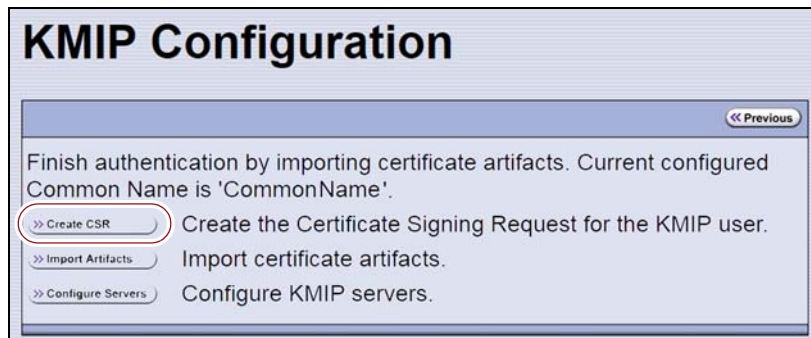 KMIP Configuration
« Previous
Finish authentication by importing certificate artifacts. Current configured
Common Name is 'CommonName'.
» Create CSR Create the Certificate Signing Request for the KMIP user.
» Import Artifacts Import certificate artifacts.
» Configure Servers Configure KMIP servers.